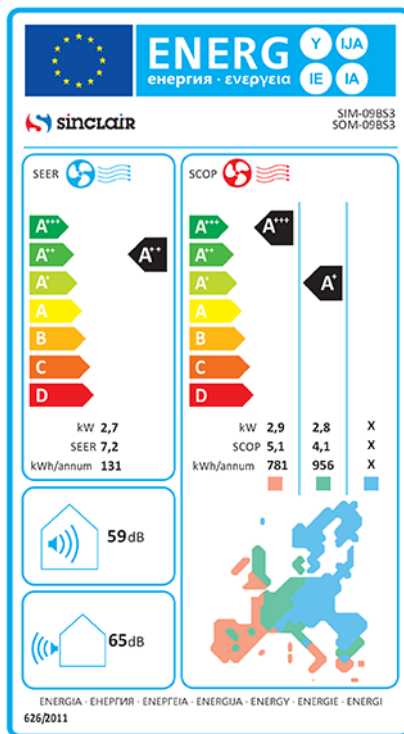 ENERG Y IJA
енергия · ενεργεια IE IA
sinclair
SIM-09BS3
SOM-09BS3
SEER
A+++
A++
A+
A
B
C
D
A++
kW 2,7
SEER 7,2
kWh/annum 131
SCOP
A+++
A++
A+
A
B
C
D
A+++
A+
kW 2,9 2,8 X
SCOP 5,1 4,1 X
kWh/annum 781 956 X
59dB
65dB
ENERGIA · ЕНЕРГИЯ · ΕΝΕΡΓΕΙΑ · ENERGIJA · ENERGY · ENERGIE · ENERGI
626/2011